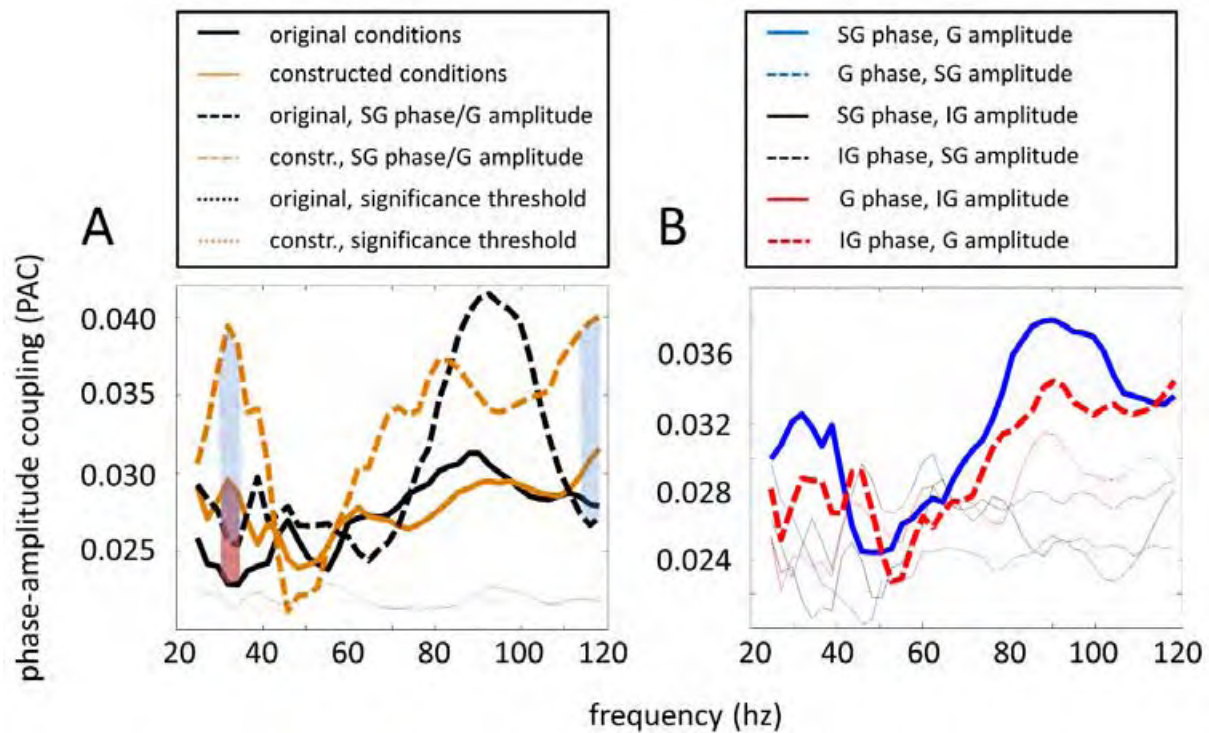 original conditions
constructed conditions
original, SG phase/G amplitude
constr., SG phase/G amplitude
original, significance threshold
constr., significance threshold
SG phase, G amplitude
G phase, SG amplitude
SG phase, IG amplitude
IG phase, SG amplitude
G phase, IG amplitude
IG phase, G amplitude
A
B
phase-amplitude coupling (PAC)
0.040
0.035
0.030
0.025
20 40 60 80 100 120
0.036
0.032
0.028
0.024
20 40 60 80 100 120
frequency (hz)